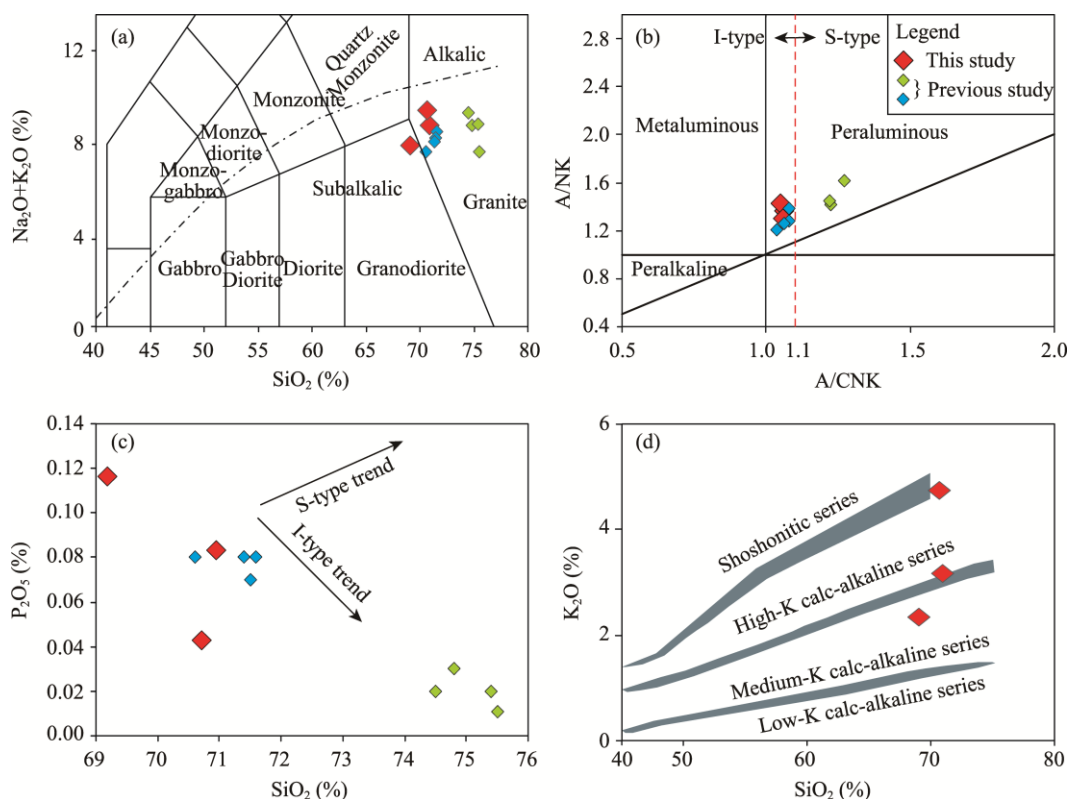 (a)
Na₂O+K₂O (%)
12
8
4
0
40
45
50
55
60
65
70
75
80
SiO₂ (%)
Quartz
Monzonite
Alkalic
Monzonite
Monzo-
diorite
Monzo-
gabbro
Subalkalic
Granite
Gabbro
Gabbro
Diorite
Diorite
Granodiorite
(b)
I-type
S-type
Legend
This study
} Previous study
Metaluminous
Peraluminous
Peralkaline
A/NK
2.8
2.4
2.0
1.6
1.2
0.8
0.4
0.5
1.0
1.1
1.5
2.0
A/CNK
(c)
P₂O₅ (%)
0.14
0.12
0.10
0.08
0.06
0.04
0.02
0.00
S-type trend
I-type trend
69
71
72
73
74
75
76
SiO₂ (%)
(d)
K₂O (%)
6
4
2
0
Shoshonitic series
High-K calc-alkaline series
Medium-K calc-alkaline series
Low-K calc-alkaline series
40
50
60
70
80
SiO₂ (%)